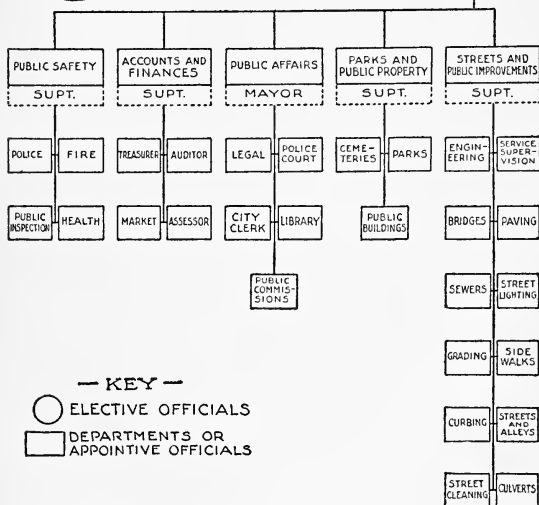 PUBLIC SAFETY
SUPT.
ACCOUNTS AND
FINANCES
SUPT.
PUBLIC AFFAIRS
MAYOR
PARKS AND
PUBLIC PROPERTY
SUPT.
STREETS AND
PUBLIC IMPROVEMENTS
SUPT.
POLICE
FIRE
PUBLIC
INSPECTION
HEALTH
TREASURER
AUDITOR
MARKET
ASSESSOR
LEGAL
POLICE
COURT
CITY
CLERK
LIBRARY
PUBLIC
COMMIS-
SIONS
CEME-
TERIES
PARKS
PUBLIC
BUILDINGS
ENGIN-
EERING
SERVICE
SUPER-
VISION
BRIDGES
PAVING
SEWERS
STREET
LIGHTING
GRADING
SIDE
WALKS
CURBING
STREETS
AND
ALLEYS
STREET
CLEANING
CULVERTS
— KEY —
ELECTIVE OFFICIALS
DEPARTMENTS OR
APPOINTIVE OFFICIALS